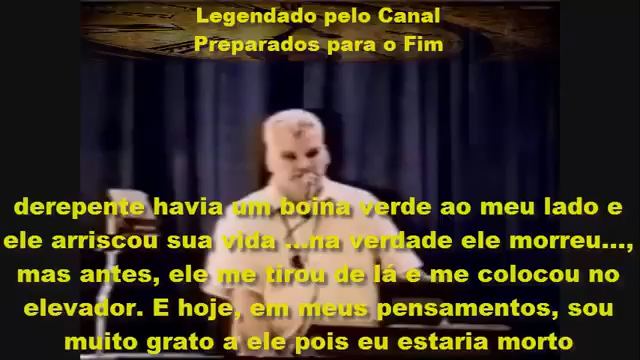 Legendado pelo Canal
Preparados para o Fim
derepente havia um boina verde ao meu lado e
ele arriscou sua vida ...na verdade ele morreu...,
mas antes, ele me tirou de lá e me colocou no
elevador. E hoje, em meus pensamentos, sou
muito grato a ele pois eu estaria morto